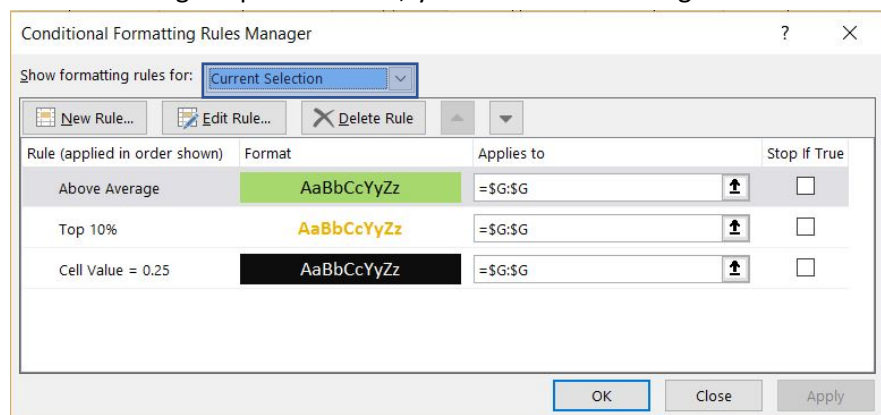 Conditional Formatting Rules Manager ? ×
Show formatting rules for: Current Selection
New Rule... Edit Rule... Delete Rule
Rule (applied in order shown) Format Applies to Stop If True
Above Average AaBbCcYyZz =$G:$G
Top 10% AaBbCcYyZz =$G:$G
Cell Value = 0.25 AaBbCcYyZz =$G:$G
OK Close Apply